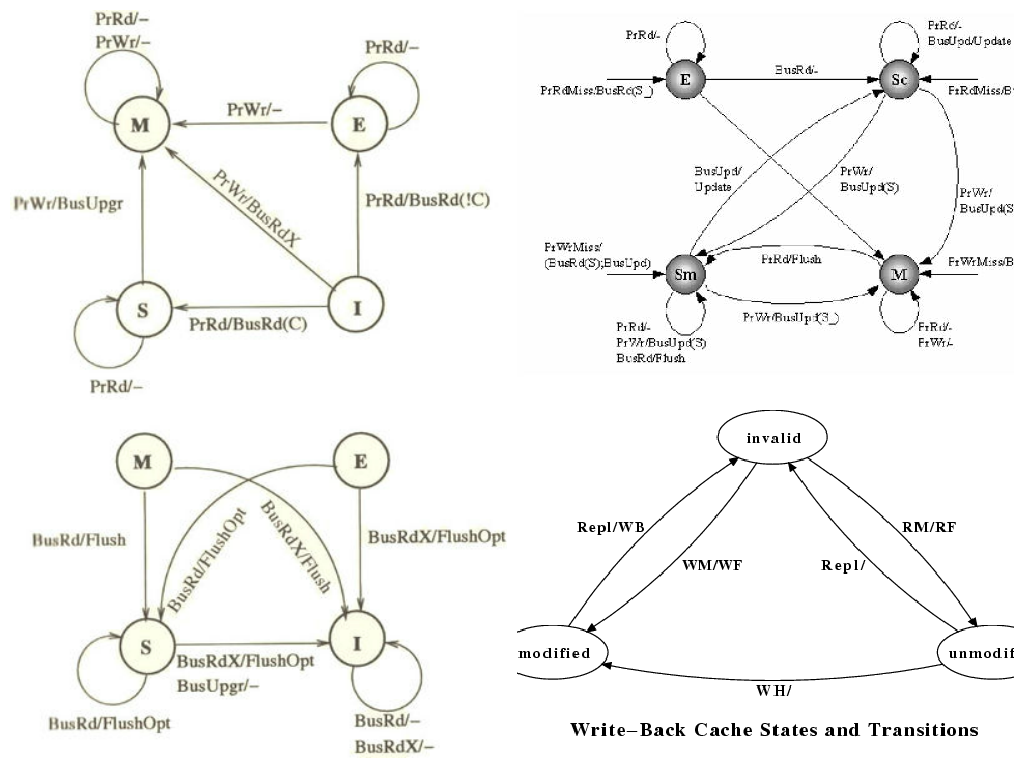 PrRd/–
PrWr/–
PrRd/–
M
PrWr/–
E
PrWr/BusUpgr
PrWr/BusRdX
PrRd/BusRd(!C)
S
PrRd/BusRd(C)
I
PrRd/–
PrRd/-
PrRd/-
BusUpd/Update
E
BusRd/-
Sc
PrRdMiss/BusRd(S_)
PrRdMiss/B
BusUpd/
Update
PrWr/
BusUpd(S)
PrWr/
BusUpd(S
PrWrMiss/
(BusRd(S);BusUpd)
Sm
PrRd/Flush
M
PrWrMiss/B
PrWr/BusUpd(S_)
PrRd/-
PrWr/BusUpd(S)
BusRd/Flush
PrRd/-
PrWr/-
M
E
BusRd/Flush
BusRd/FlushOpt
BusRdX/Flush
BusRdX/FlushOpt
S
I
BusRdX/FlushOpt
BusUpgr/–
BusRd/FlushOpt
BusRd/–
BusRdX/–
invalid
Repl/WB
RM/RF
WM/WF
Repl/
modified
unmodif
WH/
Write–Back Cache States and Transitions